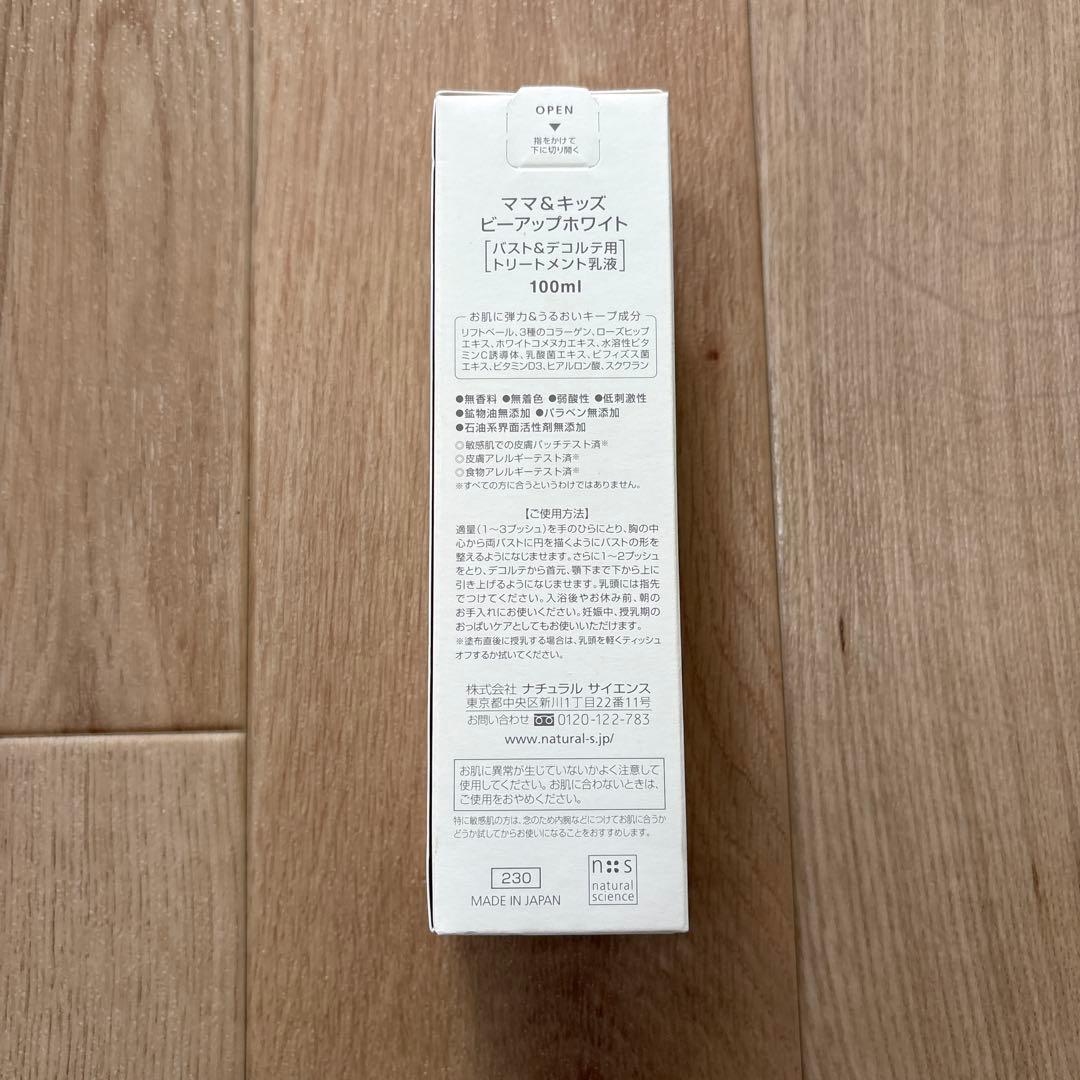 OPEN
▼
指をかけて
下に切り開く
ママ&キッズ
ビーアップホワイト
[バスト&デコルテ用
トリートメント乳液]
100ml
お肌に弾力&うるおいキープ成分
リフトベール、3種のコラーゲン、ローズヒップ
エキス、ホワイトコメヌカエキス、水溶性ビタ
ミンC誘導体、乳酸菌エキス、ビフィズス菌
エキス、ビタミンD3、ヒアルロン酸、スクワラン
●無香料 ●無着色 ●弱酸性 ●低刺激性
●鉱物油無添加 ●パラベン無添加
●石油系界面活性剤無添加
◎敏感肌での皮膚パッチテスト済※
◎皮膚アレルギーテスト済※
◎食物アレルギーテスト済※
※すべての方に合うというわけではありません。
【ご使用方法】
適量(1〜3プッシュ)を手のひらにとり、胸の中
心から両バストに円を描くようにバストの形を
整えるようになじませます。さらに1〜2プッシュ
をとり、デコルテから首元、顎下まで下から上に
引き上げるようになじませます。乳頭には指先
でつけてください。入浴後やお休み前、朝の
お手入れにお使いください。妊娠中、授乳期の
おっぱいケアとしてもお使いいただけます。
※塗布直後に授乳する場合は、乳頭を軽くティッシュ
オフするか拭いてください。
株式会社 ナチュラル サイエンス
東京都中央区新川1丁目22番11号
お問い合わせ 0120-122-783
www.natural-s.jp/
お肌に異常が生じていないかよく注意して
使用してください。お肌に合わないときは、
ご使用をおやめください。
特に敏感肌の方は、念のため内腕などにつけてお肌に合うか
どうか試してからお使いになることをおすすめします。
230
MADE IN JAPAN
n::s
natural
science